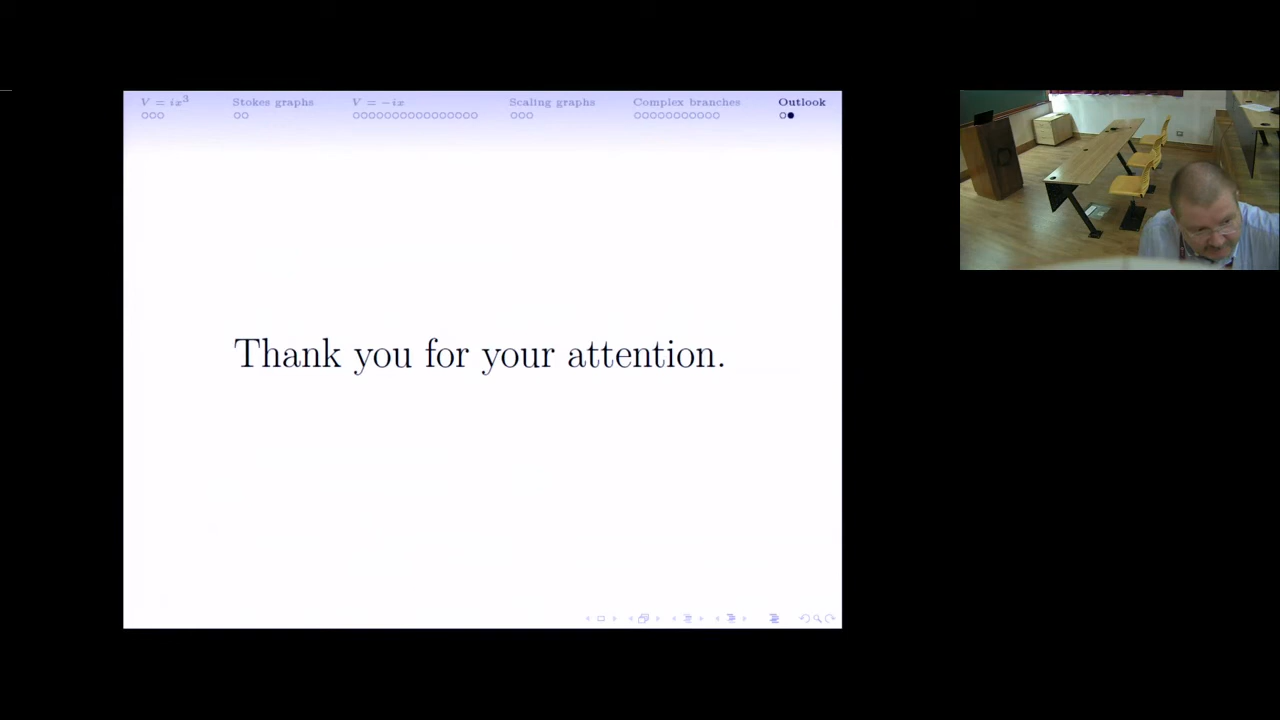 V = ix³
Stokes graphs
V = −ix
Scaling graphs
Complex branches
Outlook
Thank you for your attention.